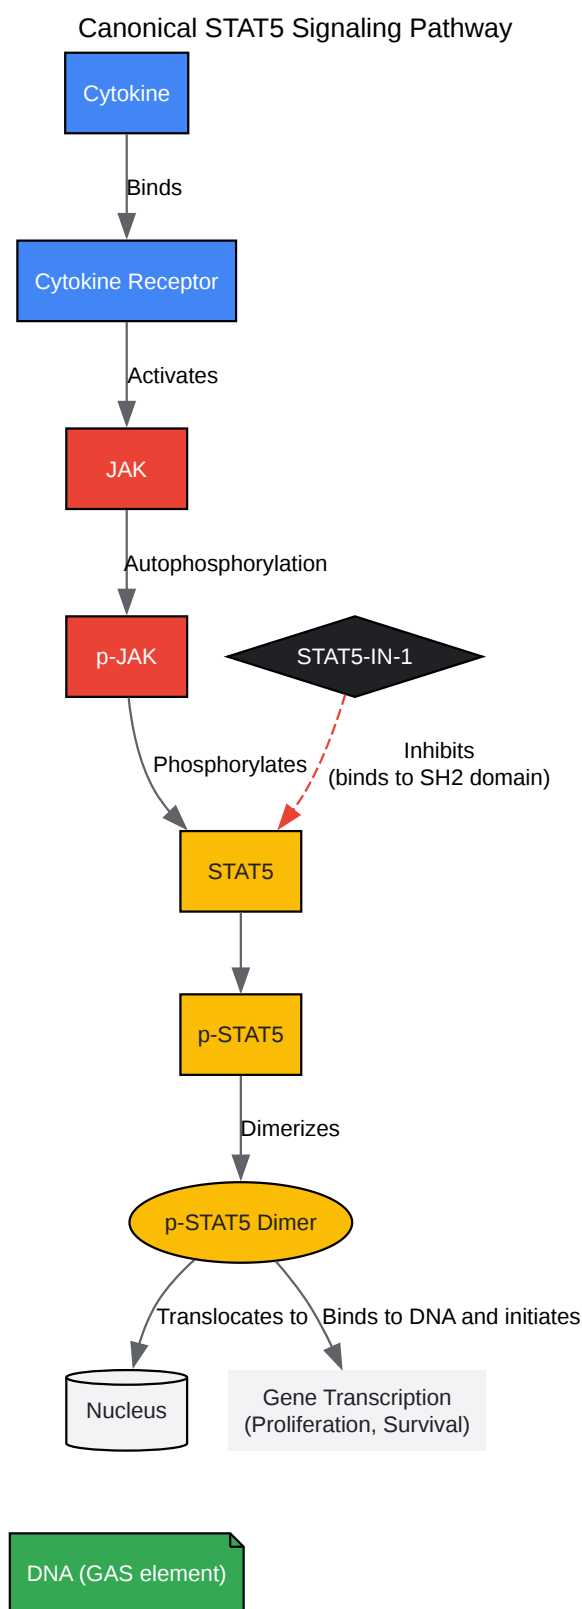 Canonical STAT5 Signaling Pathway
Cytokine
Binds
Cytokine Receptor
Activates
JAK
Autophosphorylation
p-JAK
STAT5-IN-1
Phosphorylates
Inhibits
(binds to SH2 domain)
STAT5
p-STAT5
Dimerizes
p-STAT5 Dimer
Translocates to
Binds to DNA and initiates
Nucleus
Gene Transcription
(Proliferation, Survival)
DNA (GAS element)